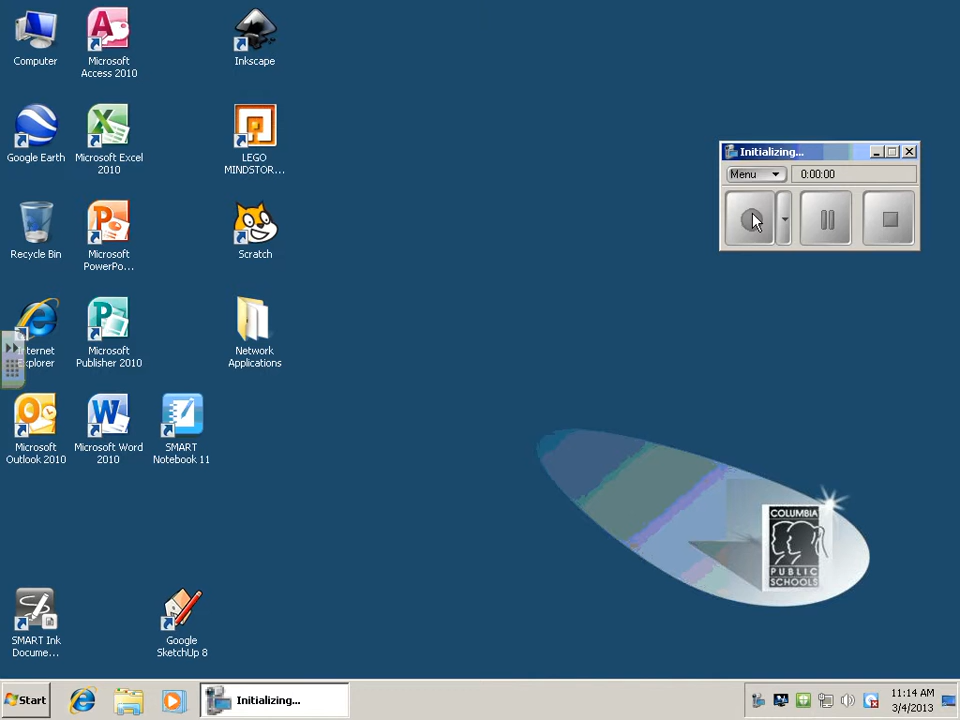 Computer
Microsoft
Access 2010
Inkscape
Google Earth
Microsoft Excel
2010
LEGO
MINDSTOR...
Initializing...
Menu
0:00:00
Recycle Bin
Microsoft
PowerPo...
Scratch
Internet
Explorer
Microsoft
Publisher 2010
Network
Applications
Microsoft
Outlook 2010
Microsoft Word
2010
SMART
Notebook 11
COLUMBIA
PUBLIC
SCHOOLS
SMART Ink
Docume...
Google
SketchUp 8
Start
Initializing...
11:14 AM
3/4/2013